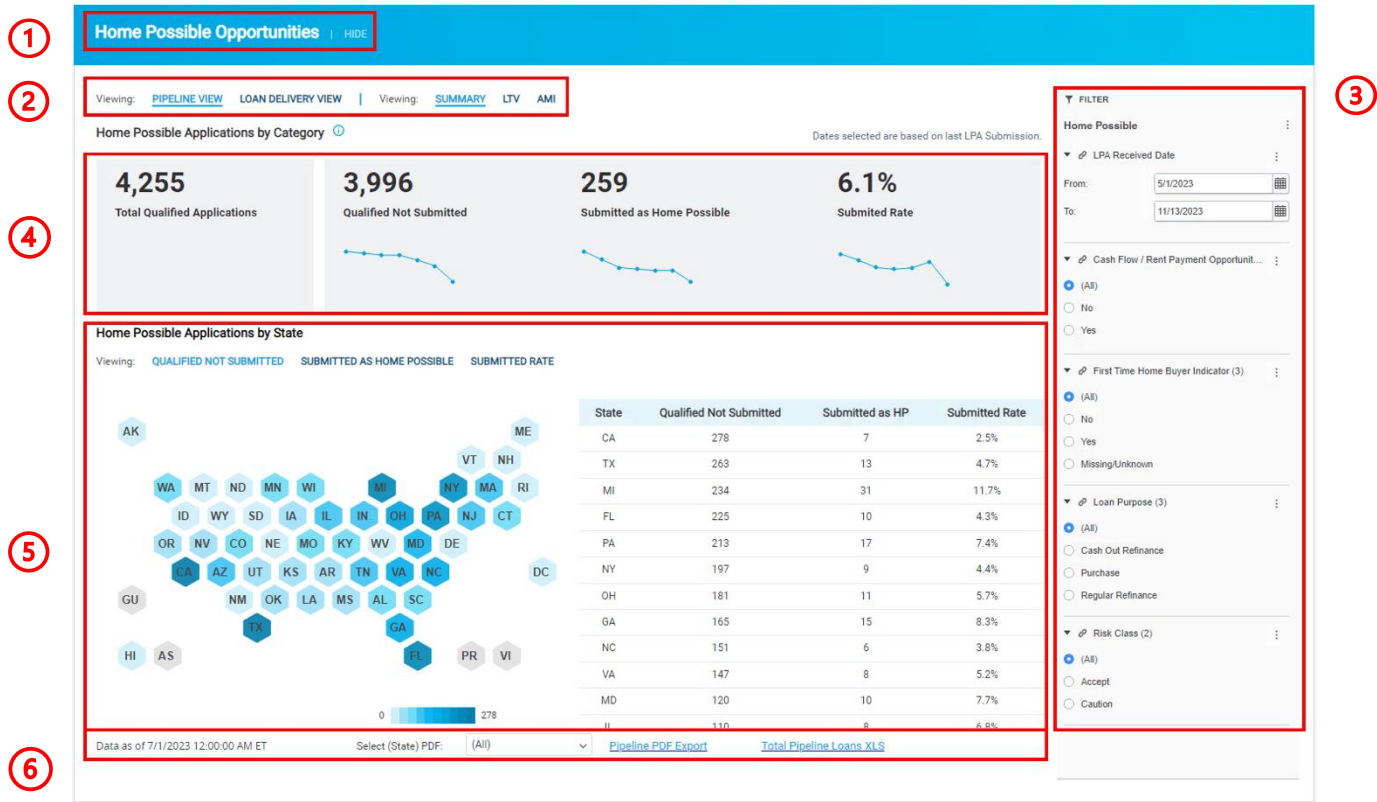 1
Home Possible Opportunities | HIDE
2
Viewing: PIPELINE VIEW LOAN DELIVERY VIEW | Viewing: SUMMARY LTV AMI
Home Possible Applications by Category
Dates selected are based on last LPA Submission.
4
4,255
Total Qualified Applications
3,996
Qualified Not Submitted
259
Submitted as Home Possible
6.1%
Submited Rate
5
Home Possible Applications by State
Viewing: QUALIFIED NOT SUBMITTED SUBMITTED AS HOME POSSIBLE SUBMITTED RATE
AK ME
VT NH
WA MT ND MN WI MI NY MA RI
ID WY SD IA IL IN OH PA NJ CT
OR NV CO NE MO KY WV MD DE
CA AZ UT KS AR TN VA NC DC
GU NM OK LA MS AL SC
TX GA
HI AS FL PR VI
0 278
State Qualified Not Submitted Submitted as HP Submitted Rate
CA 278 7 2.5%
TX 263 13 4.7%
MI 234 31 11.7%
FL 225 10 4.3%
PA 213 17 7.4%
NY 197 9 4.4%
OH 181 11 5.7%
GA 165 15 8.3%
NC 151 6 3.8%
VA 147 8 5.2%
MD 120 10 7.7%
IL 110 8 6.8%
6
Data as of 7/1/2023 12:00:00 AM ET Select (State) PDF: (All) Pipeline PDF Export Total Pipeline Loans XLS
3
FILTER
Home Possible
LPA Received Date
From: 5/1/2023
To: 11/13/2023
Cash Flow / Rent Payment Opportunit...
(All)
No
Yes
First Time Home Buyer Indicator (3)
(All)
No
Yes
Missing/Unknown
Loan Purpose (3)
(All)
Cash Out Refinance
Purchase
Regular Refinance
Risk Class (2)
(All)
Accept
Caution